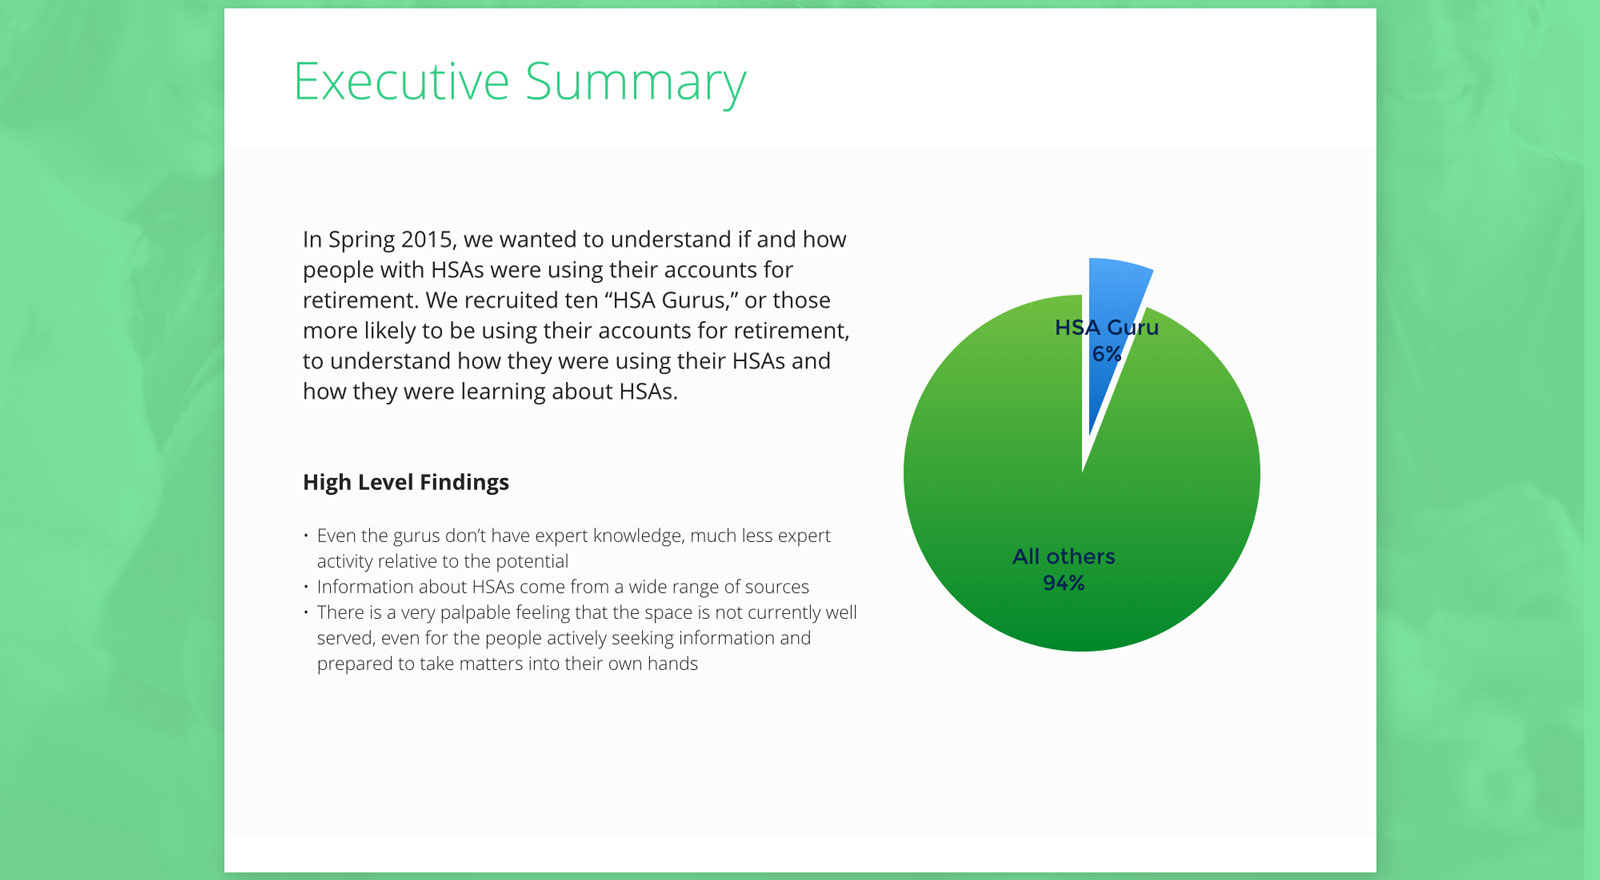 Executive Summary
In Spring 2015, we wanted to understand if and how
people with HSAs were using their accounts for
retirement. We recruited ten “HSA Gurus,” or those
more likely to be using their accounts for retirement,
to understand how they were using their HSAs and
how they were learning about HSAs.
High Level Findings
• Even the gurus don’t have expert knowledge, much less expert
activity relative to the potential
• Information about HSAs come from a wide range of sources
• There is a very palpable feeling that the space is not currently well
served, even for the people actively seeking information and
prepared to take matters into their own hands
HSA Guru
6%
All others
94%